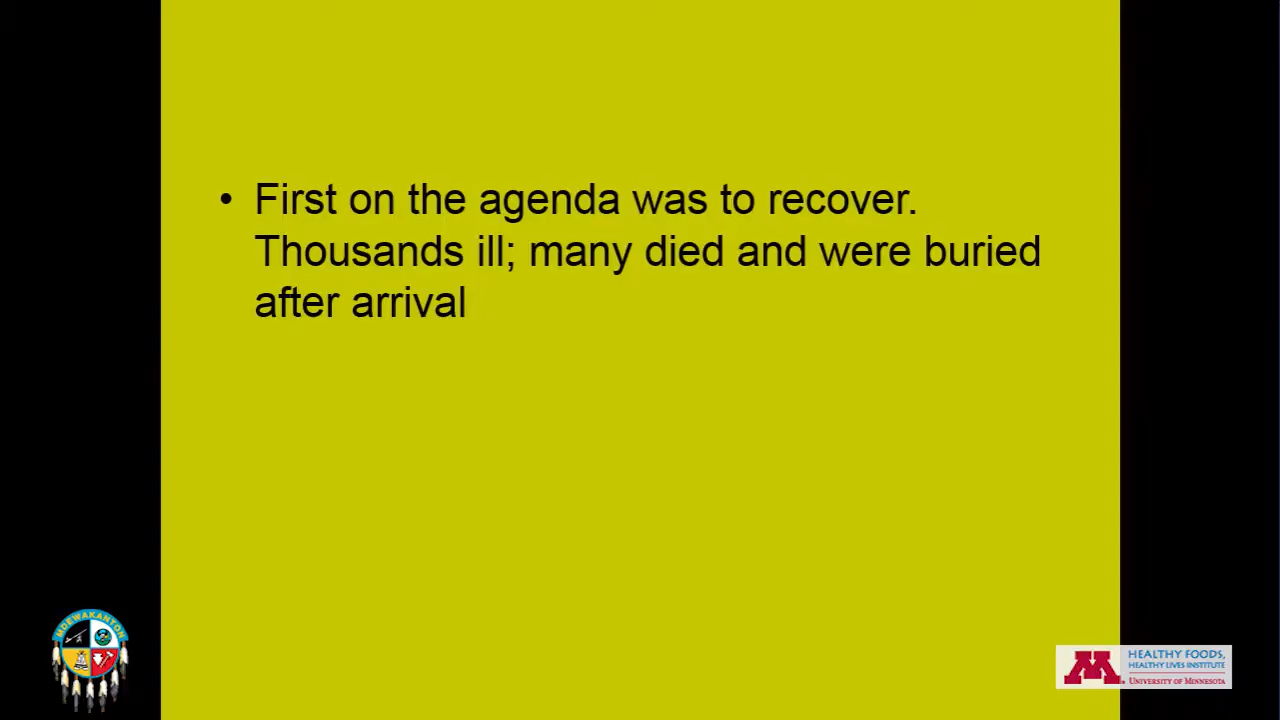 • First on the agenda was to recover.
Thousands ill; many died and were buried
after arrival
MDEWAKANTON
M.
HEALTHY FOODS,
HEALTHY LIVES INSTITUTE
UNIVERSITY OF MINNESOTA